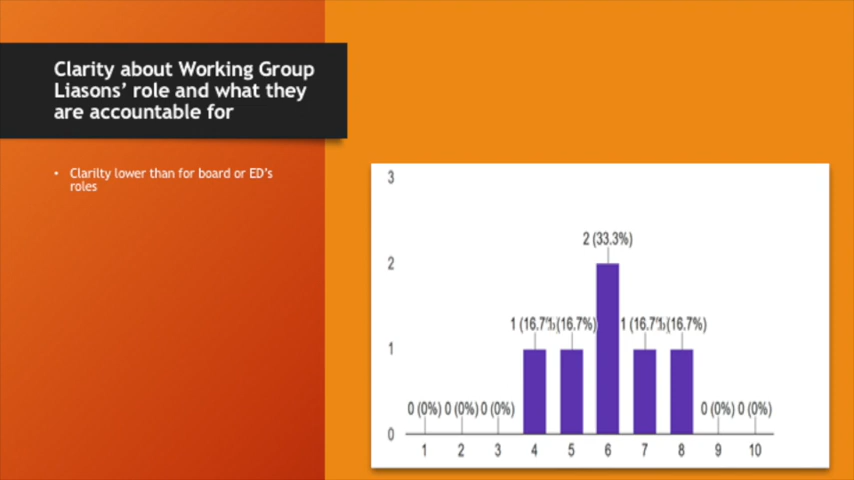 Clarity about Working Group
Liasons’ role and what they
are accountable for
• Clarilty lower than for board or ED’s
roles
3
2 (33.3%)
2
1 (16.7% (16.7%) 1 (16.7% (16.7%)
1
0 (0%) 0 (0%) 0 (0%) 0 (0%) 0 (0%)
0
1 2 3 4 5 6 7 8 9 10